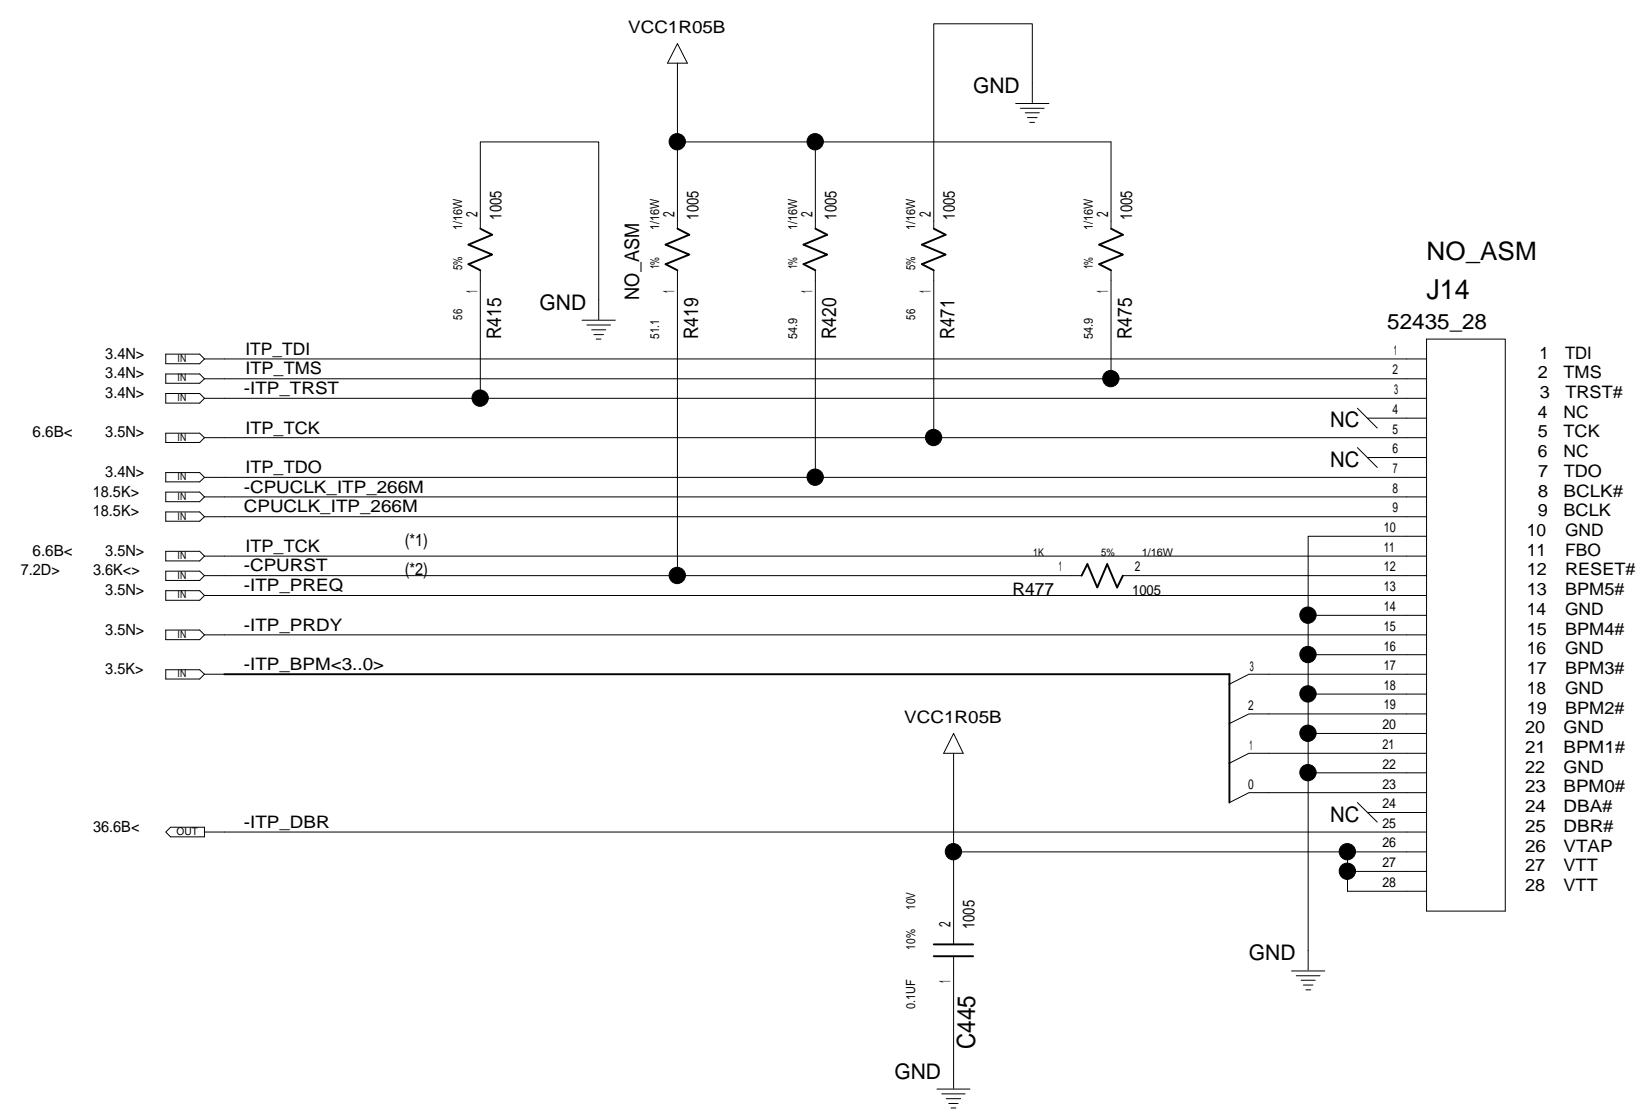 VCC1R05B
GND
1/16W
2
1005
5%
1
56
R415
GND
NO_ASM
1/16W
2
1005
1%
1
51.1
R419
1/16W
2
1005
1%
1
54.9
R420
1/16W
2
1005
5%
1
56
R471
1/16W
2
1005
1%
1
54.9
R475
NO_ASM
J14
52435_28
3.4N> IN ITP_TDI 1 1 TDI
3.4N> IN ITP_TMS 2 2 TMS
3.4N> IN -ITP_TRST 3 3 TRST#
NC 4 4 NC
6.6B< 3.5N> IN ITP_TCK 5 5 TCK
NC 6 6 NC
3.4N> IN ITP_TDO 7 7 TDO
18.5K> IN -CPUCLK_ITP_266M 8 8 BCLK#
18.5K> IN CPUCLK_ITP_266M 9 9 BCLK
10 10 GND
6.6B< 3.5N> IN ITP_TCK (*1) 1K 5% 1/16W 11 11 FBO
7.2D> 3.6K<> IN -CPURST (*2) 1 2 12 12 RESET#
3.5N> IN -ITP_PREQ R477 1005 13 13 BPM5#
14 14 GND
3.5N> IN -ITP_PRDY 15 15 BPM4#
16 16 GND
3.5K> IN -ITP_BPM<3..0> 3 17 17 BPM3#
18 18 GND
2 19 19 BPM2#
VCC1R05B 20 20 GND
1 21 21 BPM1#
22 22 GND
0 23 23 BPM0#
NC 24 24 DBA#
36.6B< OUT -ITP_DBR 25 25 DBR#
26 26 VTAP
27 27 VTT
28 28 VTT
10V
2
1005
10%
0.1UF
1
C445
GND
GND